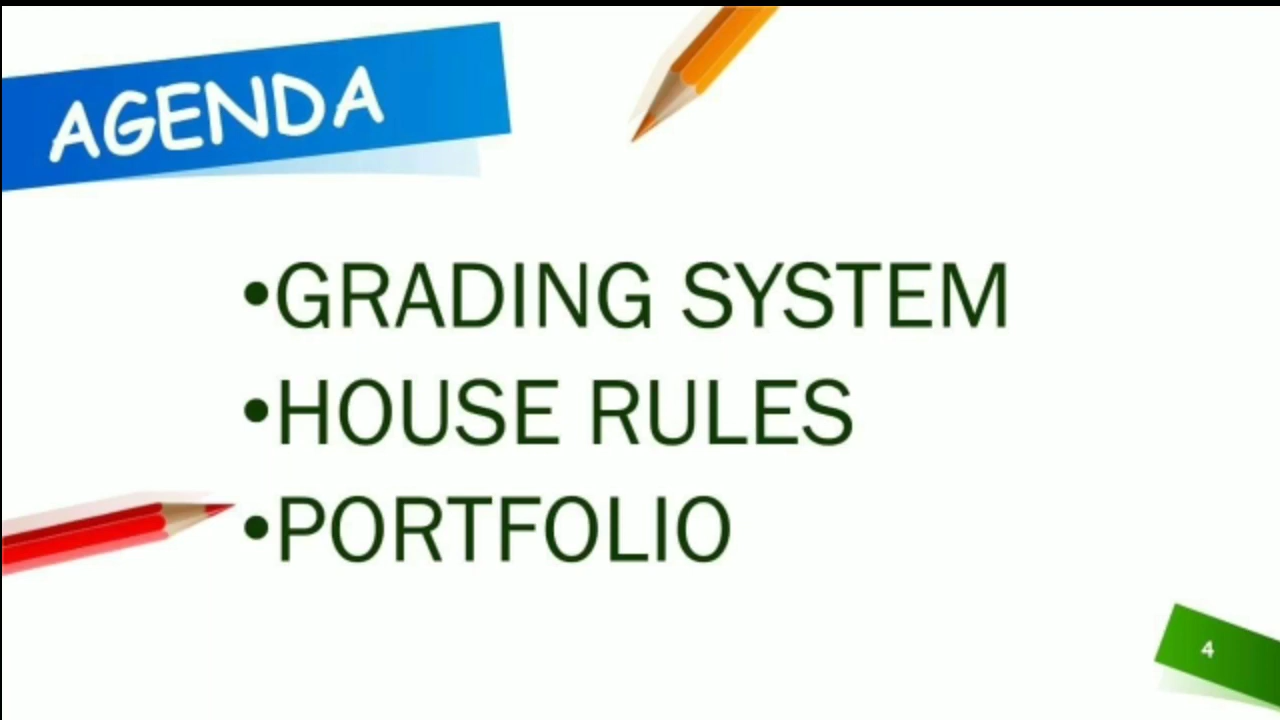 AGENDA
•GRADING SYSTEM
•HOUSE RULES
•PORTFOLIO
4